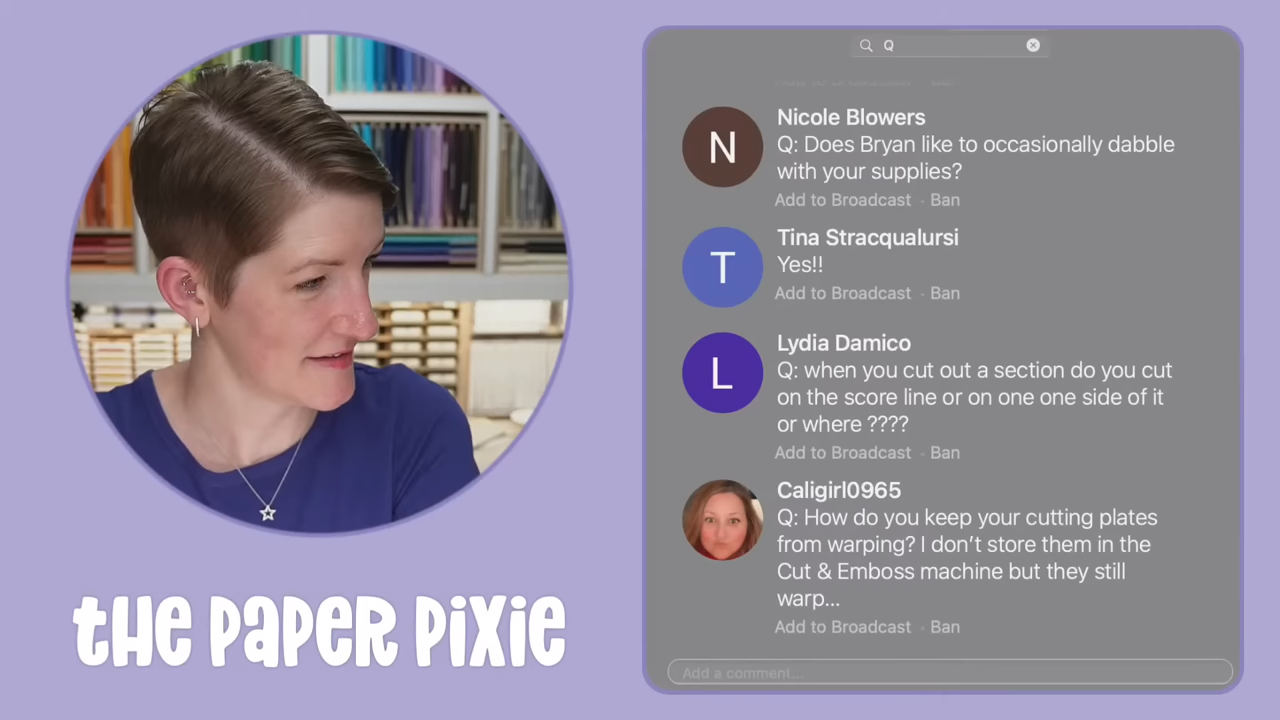 Q
Nicole Blowers
Q: Does Bryan like to occasionally dabble
with your supplies?
Add to Broadcast · Ban
N
Tina Stracqualursi
Yes!!
Add to Broadcast · Ban
T
Lydia Damico
Q: when you cut out a section do you cut
on the score line or on one one side of it
or where ????
Add to Broadcast · Ban
L
Caligirl0965
Q: How do you keep your cutting plates
from warping? I don’t store them in the
Cut & Emboss machine but they still
warp...
Add to Broadcast · Ban
Add a comment...
the paper pixie